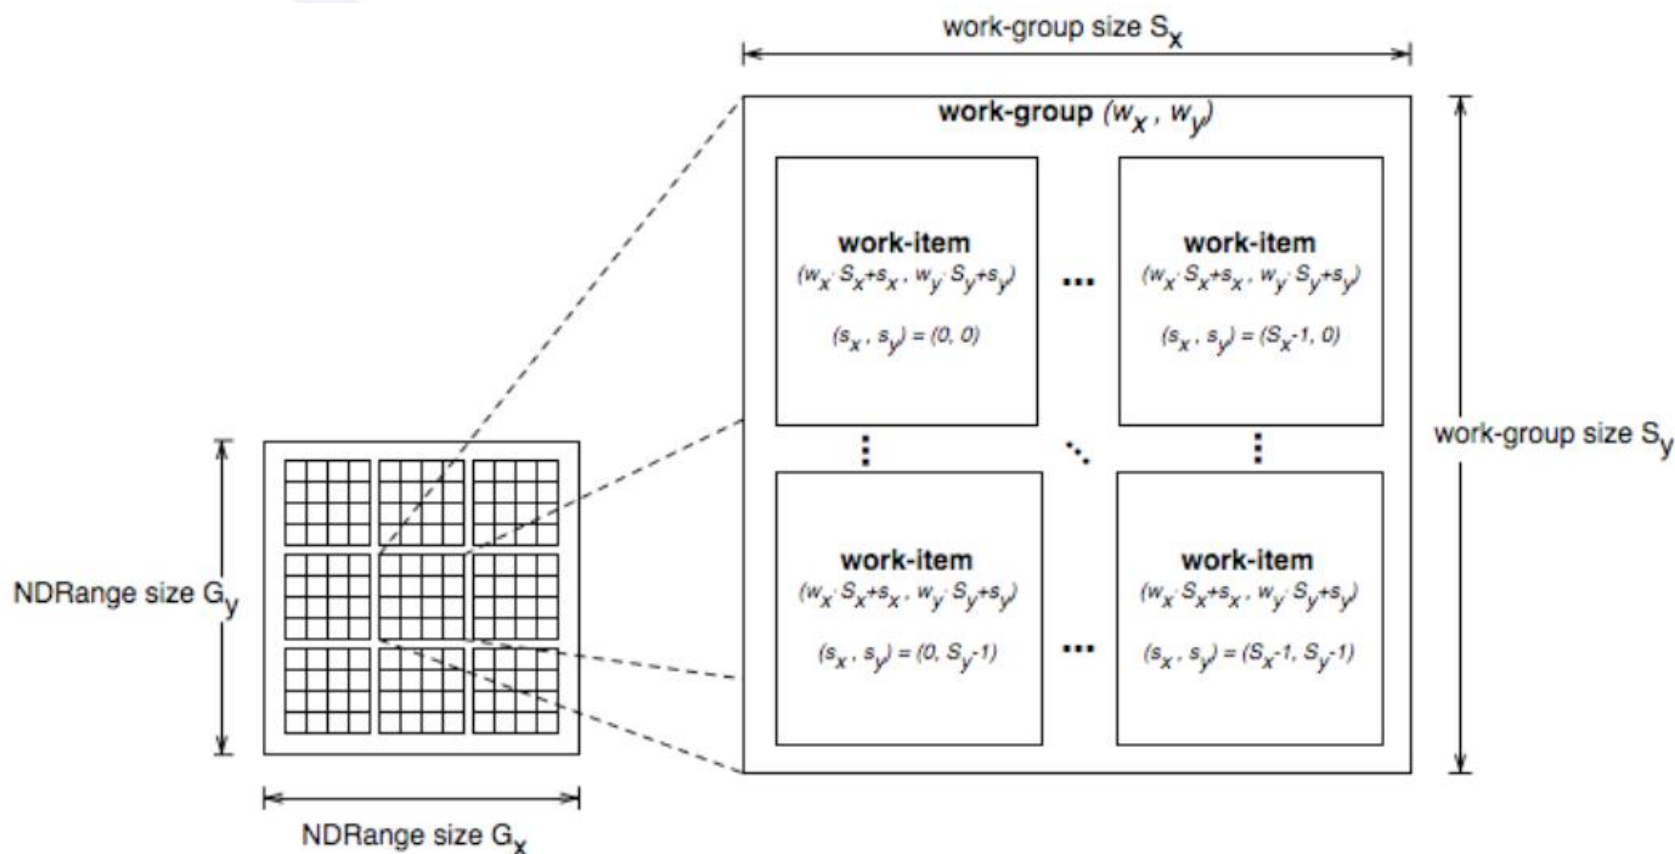 work-group size Sx
work-group (wx , wy)
work-item
(wx· Sx+sx , wy· Sy+sy)
(sx , sy) = (0, 0)
...
work-item
(wx· Sx+sx , wy· Sy+sy)
(sx , sy) = (Sx-1, 0)
work-group size Sy
work-item
(wx· Sx+sx , wy· Sy+sy)
(sx , sy) = (0, Sy-1)
...
work-item
(wx· Sx+sx , wy· Sy+sy)
(sx , sy) = (Sx-1, Sy-1)
NDRange size Gy
NDRange size Gx